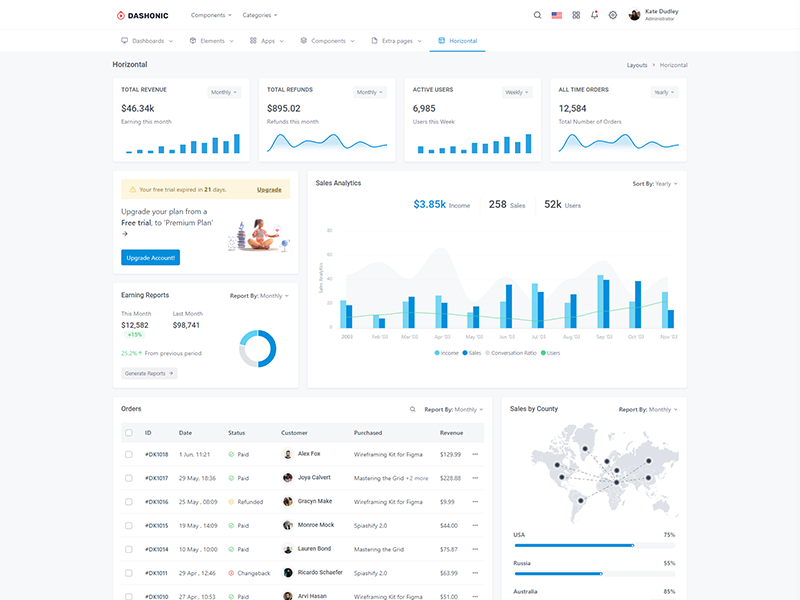 DASHONIC
Components
Categories
Kate Dudley
Administrator
Dashboards
Elements
Apps
Components
Extra pages
Horizontal
Horizontal
Layouts > Horizontal
TOTAL REVENUE
Monthly
$46.34k
Earning this month
TOTAL REFUNDS
Monthly
$895.02
Refunds this month
ACTIVE USERS
Weekly
6,985
Users this Week
ALL TIME ORDERS
Yearly
12,584
Total Number of Orders
Your free trial expired in 21 days.
Upgrade
Upgrade your plan from a
Free trial, to 'Premium Plan'
→
Upgrade Account!
Sales Analytics
Sort By: Yearly
$3.85k Income
258 Sales
52k Users
Sales Analytics
80
60
40
20
0
2003
Feb '03
Mar '03
Apr '03
May '03
Jun '03
Jul '03
Aug '03
Sep '03
Oct '03
Nov '03
Income
Sales
Conversation Ratio
Users
Earning Reports
Report By: Monthly
This Month
Last Month
$12,582
$98,741
+15%
25.2% From previous period
Generate Reports →
Orders
Report By: Monthly
ID
Date
Status
Customer
Purchased
Revenue
#DK1018 1 Jun, 11:21 Paid Alex Fox Wireframing Kit for Figma $129.99 ...
#DK1017 29 May, 18:36 Paid Joya Calvert Mastering the Grid +2 more $228.88 ...
#DK1016 25 May , 08:09 Refunded Gracyn Make Wireframing Kit for Figma $9.99 ...
#DK1015 19 May , 14:09 Paid Monroe Mock Spiashify 2.0 $44.00 ...
#DK1014 10 May , 10:00 Paid Lauren Bond Mastering the Grid $75.87 ...
#DK1011 29 Apr , 12:46 Changeback Ricardo Schaefer Spiashify 2.0 $63.99 ...
#DK1010 27 Apr , 10:53 Paid Arvi Hasan Wireframing Kit for Figma $51.00 ...
Sales by County
Report By: Monthly
USA
75%
Russia
55%
Australia
85%